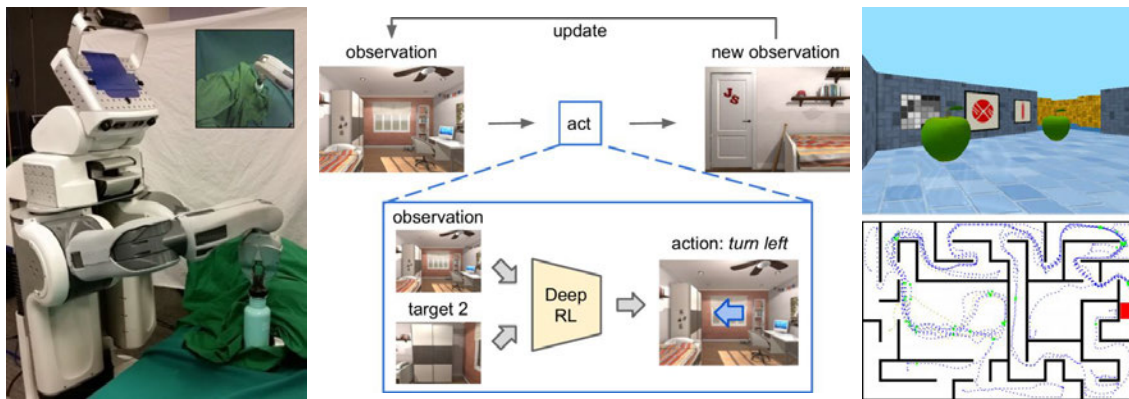 update
observation
new observation
JS
act
observation
action: turn left
Deep
RL
target 2